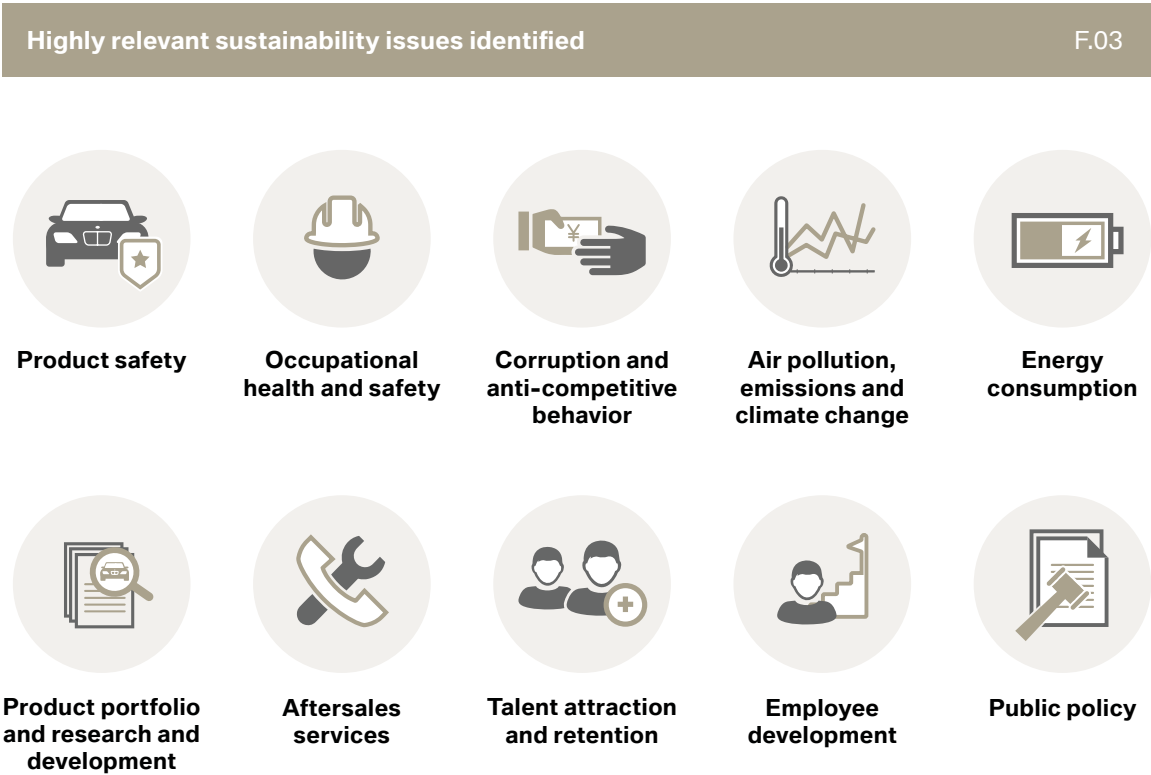 Highly relevant sustainability issues identified
F.03
¥
Product safety
Occupational
health and safety
Corruption and
anti-competitive
behavior
Air pollution,
emissions and
climate change
Energy
consumption
Product portfolio
and research and
development
Aftersales
services
Talent attraction
and retention
Employee
development
Public policy